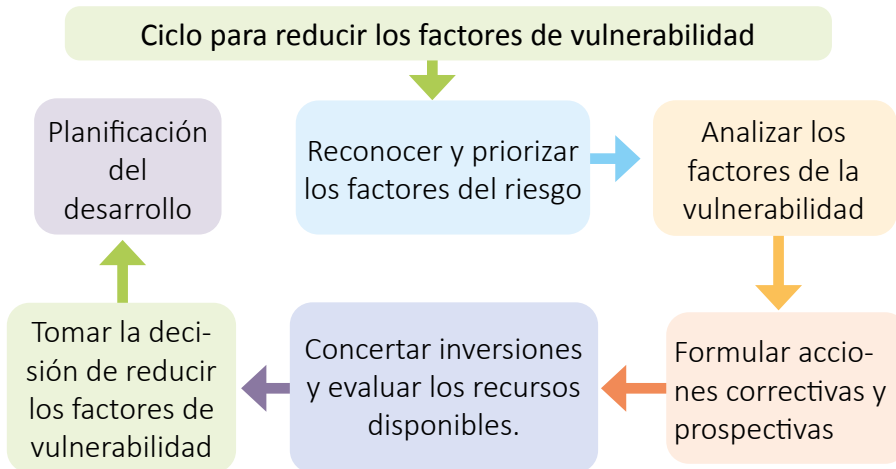 Ciclo para reducir los factores de vulnerabilidad
Reconocer y priorizar
los factores del riesgo
Analizar los
factores de la
vulnerabilidad
Formular accio-
nes correctivas y
prospectivas
Concertar inversiones
y evaluar los recursos
disponibles.
Tomar la deci-
sión de reducir
los factores de
vulnerabilidad
Planificación
del
desarrollo